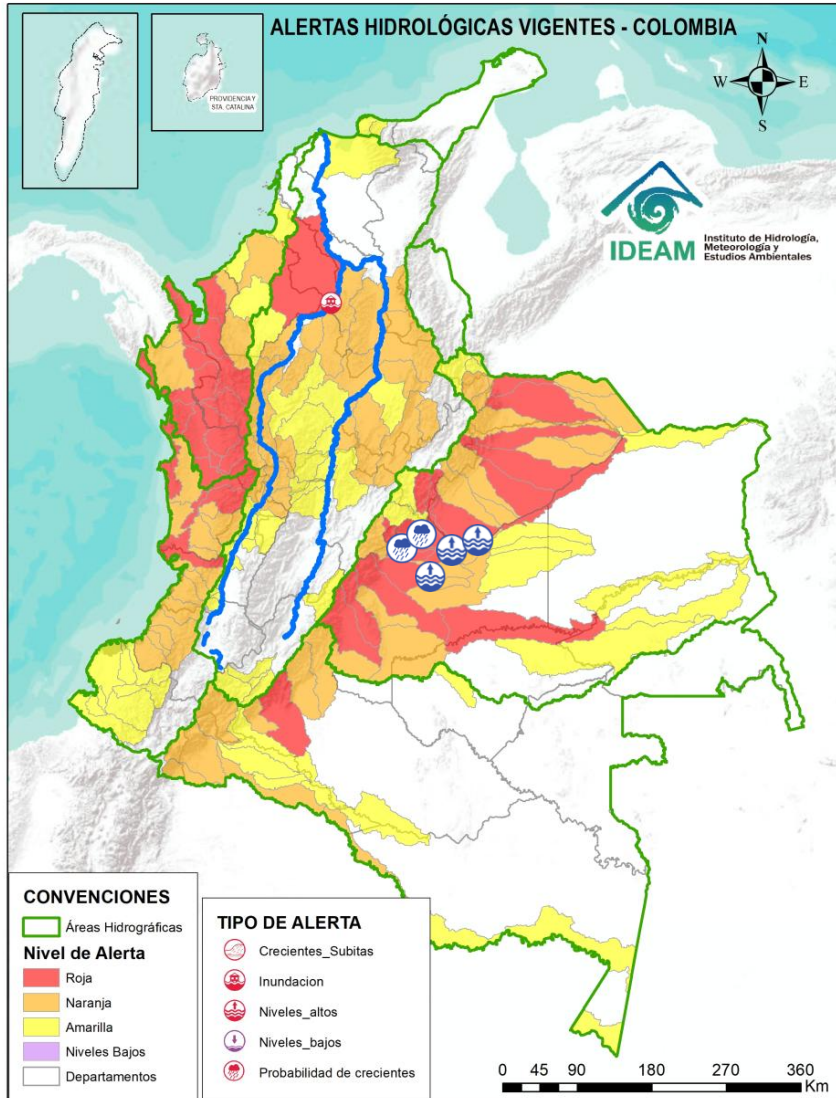 ALERTAS HIDROLÓGICAS VIGENTES - COLOMBIA
PROVIDENCIA Y
STA. CATALINA
N
W
E
S
IDEAM
Instituto de Hidrología,
Meteorología y
Estudios Ambientales
CONVENCIONES
Áreas Hidrográficas
Nivel de Alerta
Roja
Naranja
Amarilla
Niveles Bajos
Departamentos
TIPO DE ALERTA
Crecientes_Subitas
Inundacion
Niveles_altos
Niveles_bajos
Probabilidad de crecientes
0 45 90 180 270 360
Km